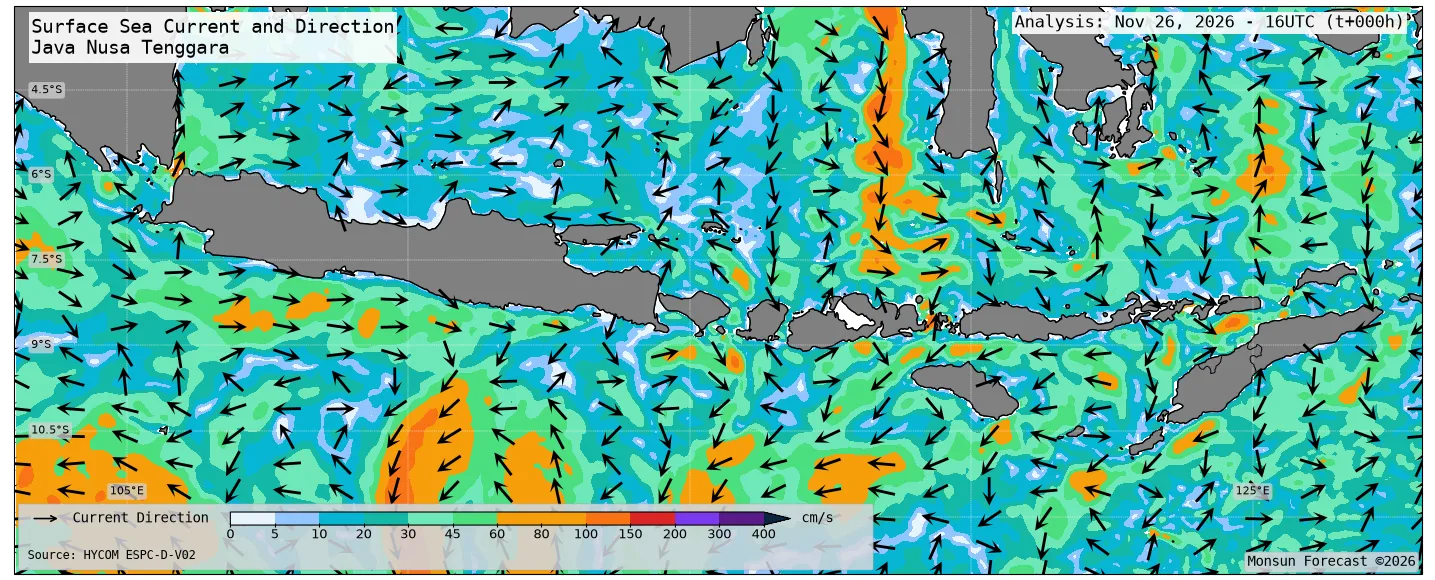 Surface Sea Current and Direction
Java Nusa Tenggara
Analysis: Nov 26, 2026 - 16UTC (t+000h)
4.5°S
6°S
7.5°S
9°S
10.5°S
105°E
125°E
Current Direction
0 5 10 20 30 45 60 80 100 150 200 300 400
cm/s
Source: HYCOM ESPC-D-V02
Monsun Forecast ©2026